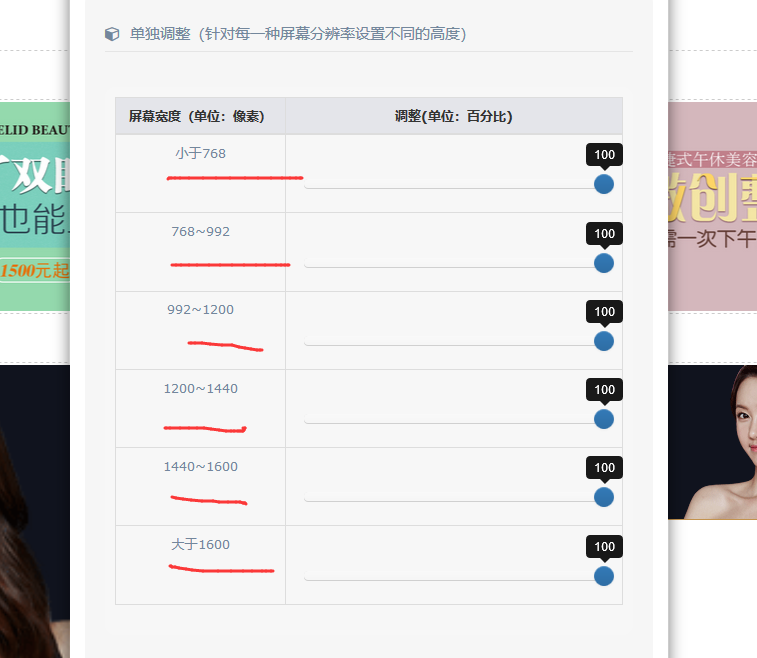 单独调整（针对每一种屏幕分辨率设置不同的高度）
屏幕宽度（单位：像素） 调整(单位：百分比)
小于768 100
768~992 100
992~1200 100
1200~1440 100
1440~1600 100
大于1600 100
ELID BEAU
双
也能
1500元起
式午休美容
创整
需一次下午